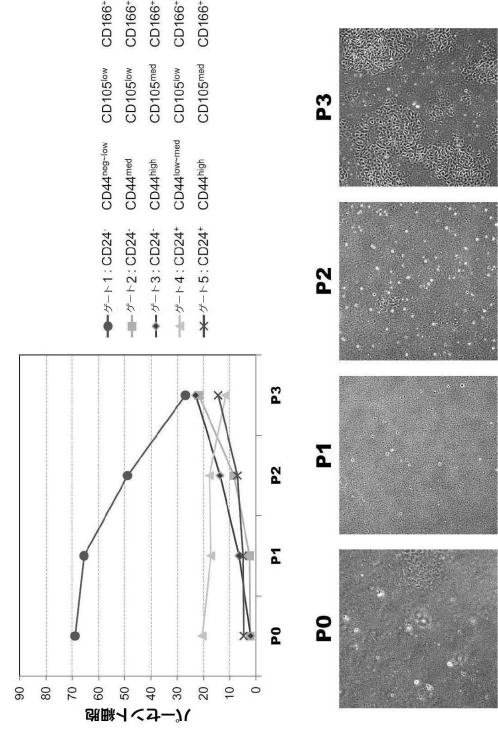 パーセント細胞
90
80
70
60
50
40
30
20
10
0
P0 P1 P2 P3
ゲート1：CD24- CD44neg~low CD105low CD166+
ゲート2：CD24- CD44med CD105low CD166+
ゲート3：CD24- CD44high CD105med CD166+
ゲート4：CD24+ CD44low~med CD105low CD166+
ゲート5：CD24+ CD44high CD105med CD166+
P0 P1 P2 P3